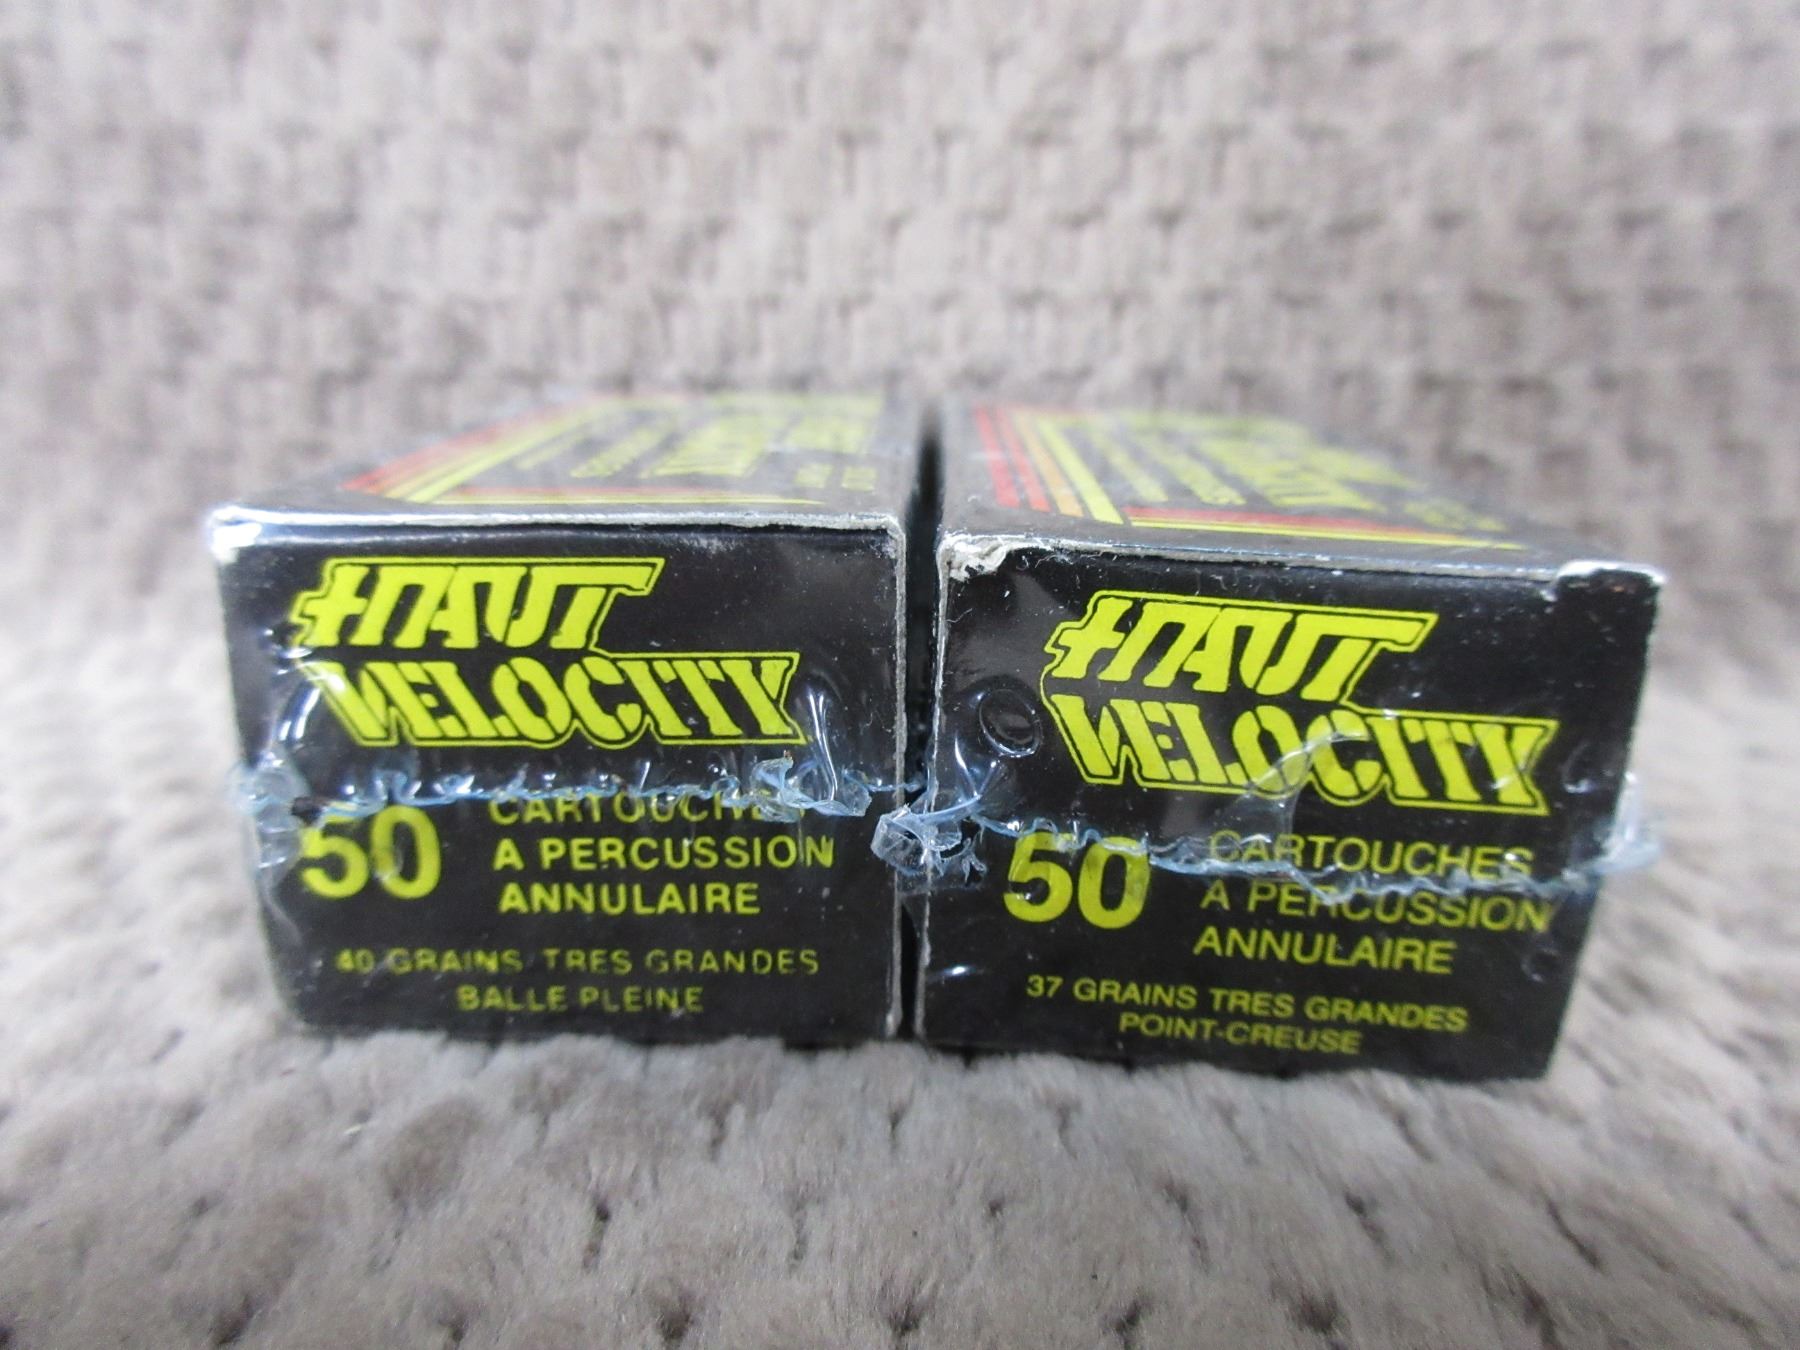 HAUT
VELOCITY
50
CARTOUCHES
A PERCUSSION
ANNULAIRE
40 GRAINS TRES GRANDES
BALLE PLEINE
HAUT
VELOCITY
50
CARTOUCHES
A PERCUSSION
ANNULAIRE
37 GRAINS TRES GRANDES
POINT-CREUSE